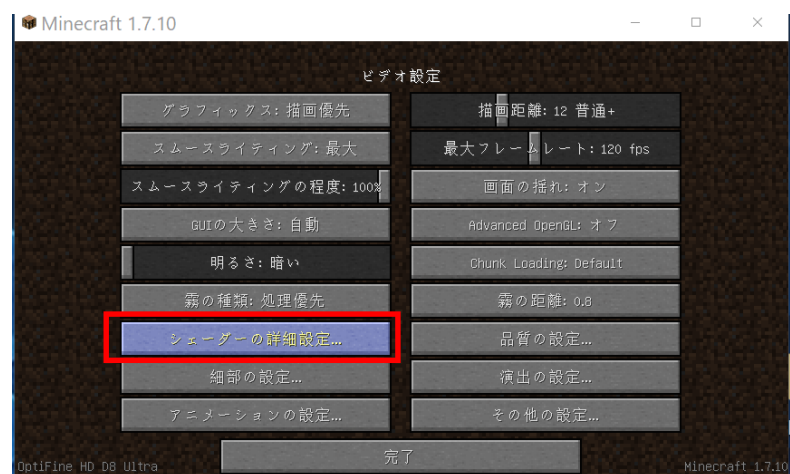 Minecraft 1.7.10
ビデオ設定
グラフィックス: 描画優先
描画距離: 12 普通+
スムースライティング: 最大
最大フレームレート: 120 fps
スムースライティングの程度: 100%
画面の揺れ: オン
GUIの大きさ: 自動
Advanced OpenGL: オフ
明るさ: 暗い
Chunk Loading: Default
霧の種類: 処理優先
霧の距離: 0.8
シェーダーの詳細設定...
品質の設定...
細部の設定...
演出の設定...
アニメーションの設定...
その他の設定...
完了
OptiFine HD D8 Ultra
Minecraft 1.7.10